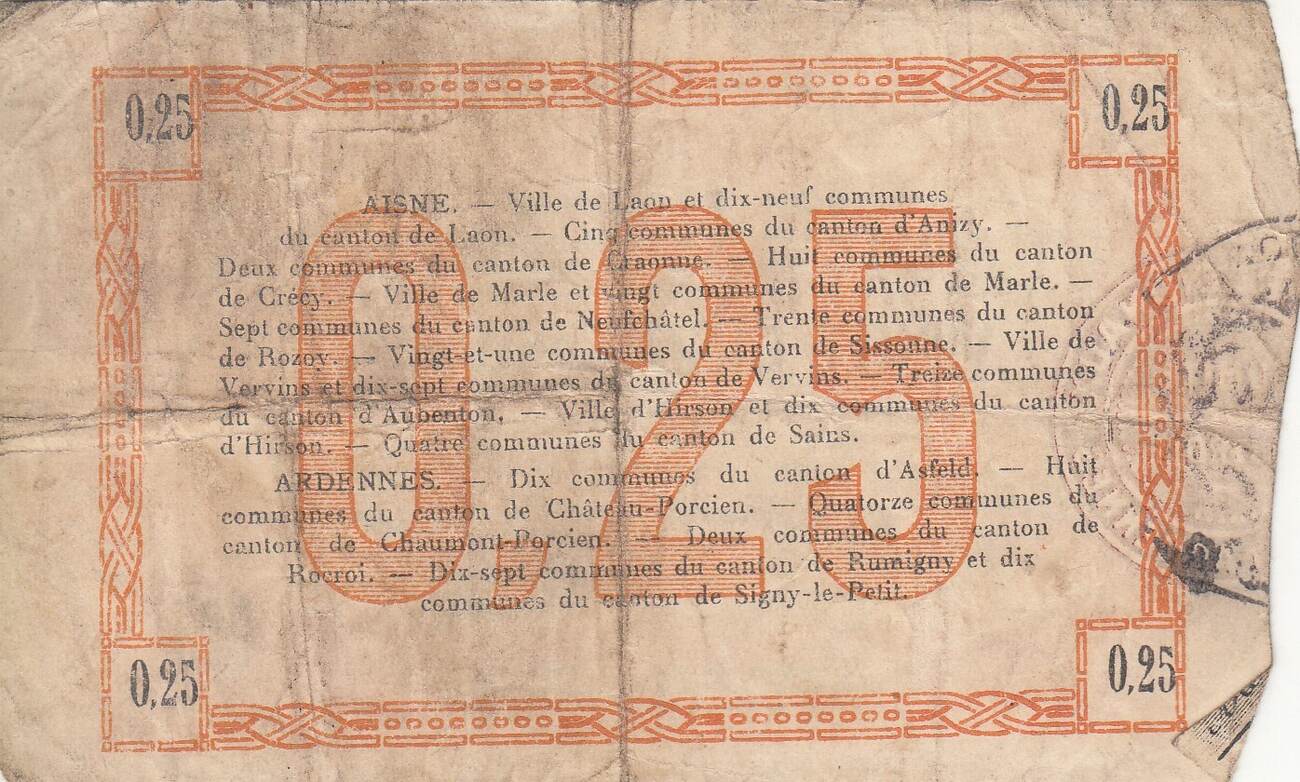 0,25
0,25
AISNE. — Ville de Laon et dix-neuf communes
du canton de Laon. — Cinq communes du canton d'Anizy. —
Deux communes du canton de Craonne. — Huit communes du canton
de Crécy. — Ville de Marle et vingt communes du canton de Marle. —
Sept communes du canton de Neufchâtel. — Trente communes du canton
de Rozoy. — Vingt-et-une communes du canton de Sissonne. — Ville de
Vervins et dix-sept communes du canton de Vervins. — Treize communes
du canton d'Aubenton. — Ville d'Hirson et dix communes du canton
d'Hirson. — Quatre communes du canton de Sains.
ARDENNES. — Dix communes du canton d'Asfeld. — Huit
communes du canton de Château-Porcien. — Quatorze communes du
canton de Chaumont-Porcien. — Deux communes du canton de
Rocroi. — Dix-sept communes du canton de Rumigny et dix
communes du canton de Signy-le-Petit.
0,25
0,25
0,25